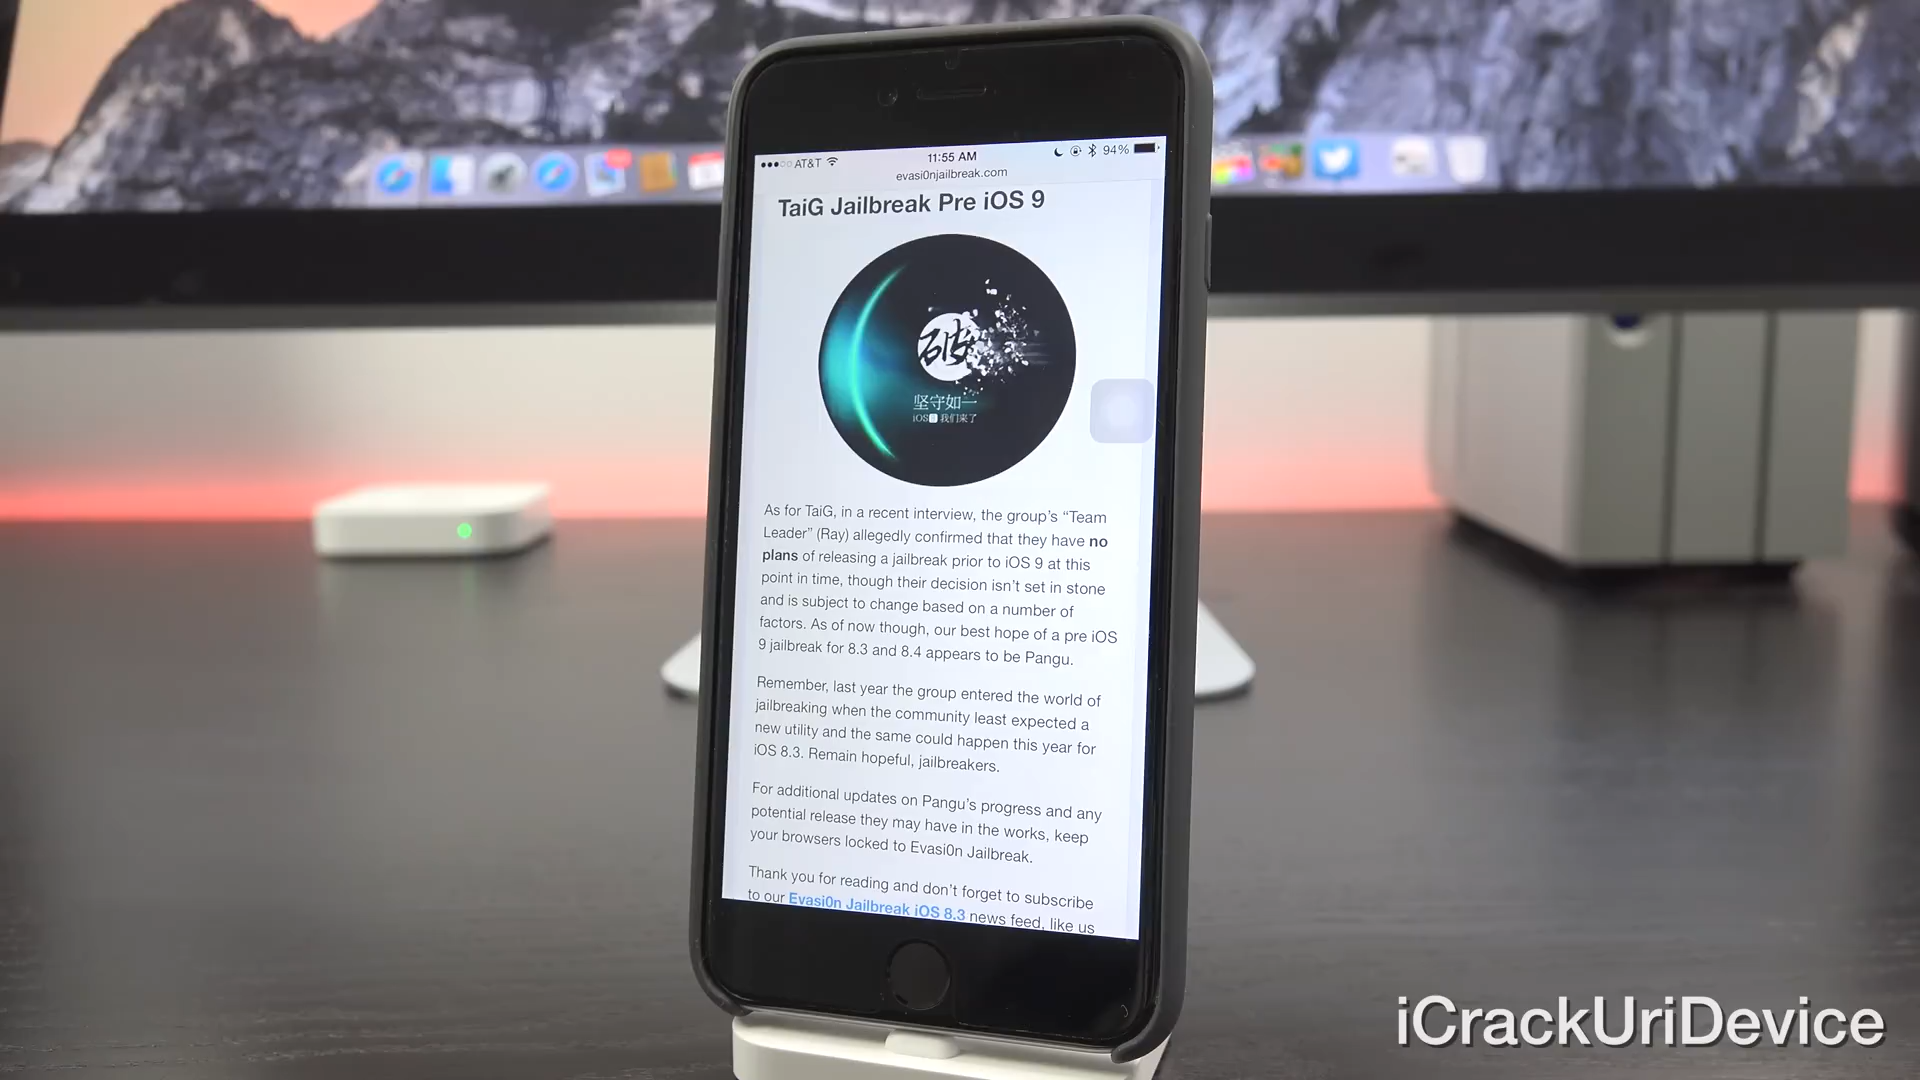 AT&T
11:55 AM
94%
evasi0njailbreak.com
TaiG Jailbreak Pre iOS 9
破
坚守如一
iOS8 我们来了
As for TaiG, in a recent interview, the group's “Team
Leader” (Ray) allegedly confirmed that they have no
plans of releasing a jailbreak prior to iOS 9 at this
point in time, though their decision isn't set in stone
and is subject to change based on a number of
factors. As of now though, our best hope of a pre iOS
9 jailbreak for 8.3 and 8.4 appears to be Pangu.
Remember, last year the group entered the world of
jailbreaking when the community least expected a
new utility and the same could happen this year for
iOS 8.3. Remain hopeful, jailbreakers.
For additional updates on Pangu's progress and any
potential release they may have in the works, keep
your browsers locked to Evasi0n Jailbreak.
Thank you for reading and don't forget to subscribe
to our Evasi0n Jailbreak iOS 8.3 news feed, like us
iCrackUriDevice